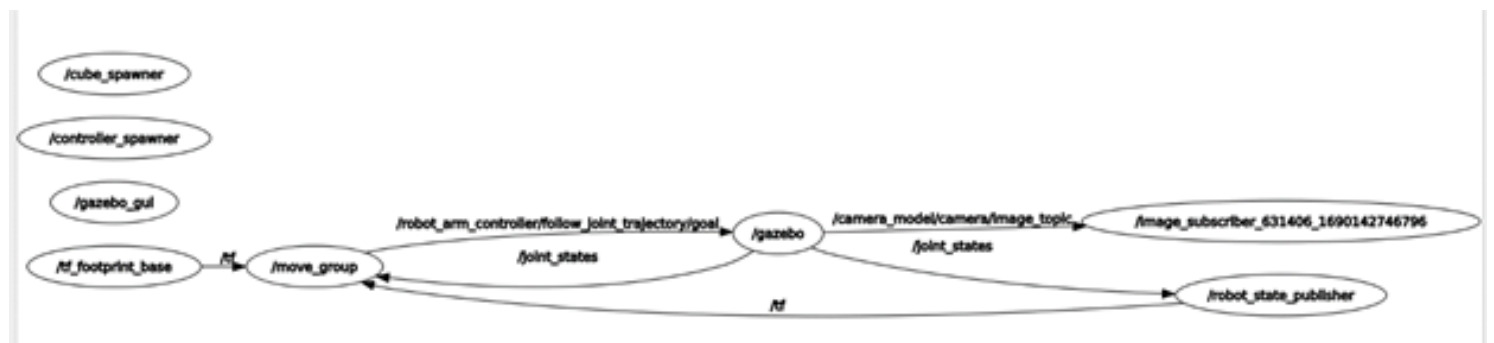 /cube_spawner
/controller_spawner
/gazebo_gui
/tf_footprint_base
/tf
/move_group
/robot_arm_controller/follow_joint_trajectory/goal
/joint_states
/gazebo
/camera_model/camera/image_topic
/joint_states
/image_subscriber_631406_1690142746796
/robot_state_publisher
/tf